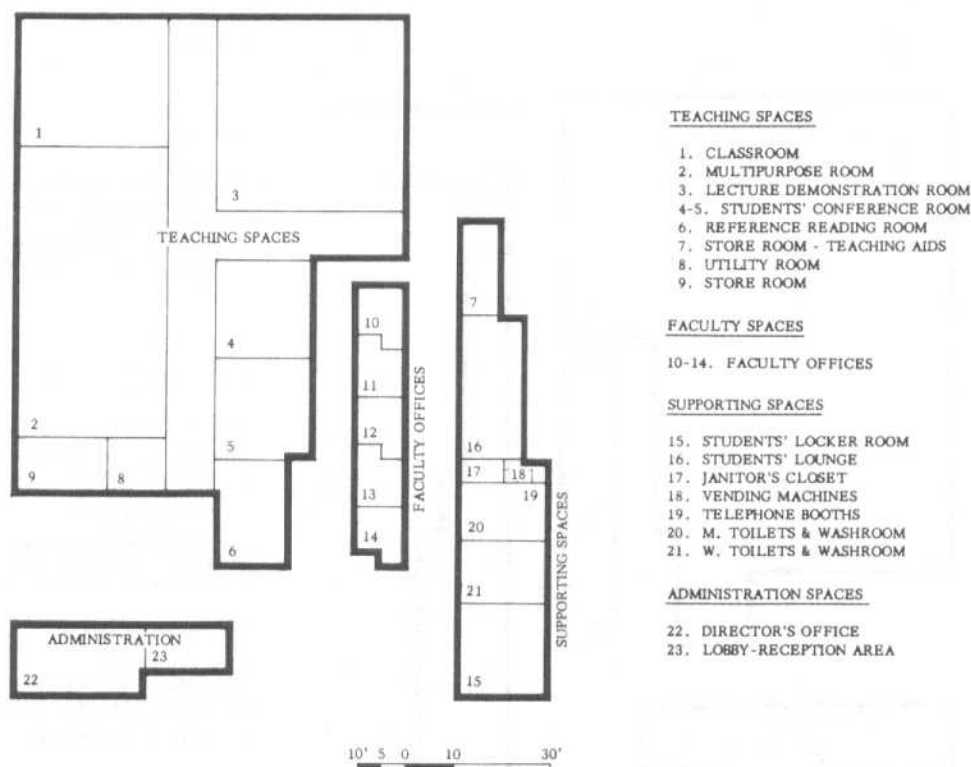 1
3
TEACHING SPACES
4
2
5
9
8
6
10
11
12
13
14
FACULTY OFFICES
7
16
17
18
19
20
21
15
SUPPORTING SPACES
ADMINISTRATION
23
22
10' 5 0 10 30'
TEACHING SPACES
1. CLASSROOM
2. MULTIPURPOSE ROOM
3. LECTURE DEMONSTRATION ROOM
4-5. STUDENTS' CONFERENCE ROOM
6. REFERENCE READING ROOM
7. STORE ROOM - TEACHING AIDS
8. UTILITY ROOM
9. STORE ROOM
FACULTY SPACES
10-14. FACULTY OFFICES
SUPPORTING SPACES
15. STUDENTS' LOCKER ROOM
16. STUDENTS' LOUNGE
17. JANITOR'S CLOSET
18. VENDING MACHINES
19. TELEPHONE BOOTHS
20. M. TOILETS & WASHROOM
21. W. TOILETS & WASHROOM
ADMINISTRATION SPACES
22. DIRECTOR'S OFFICE
23. LOBBY-RECEPTION AREA